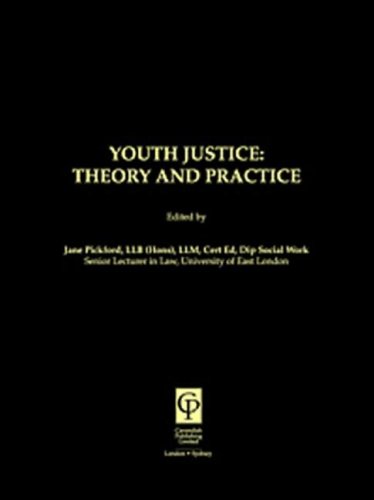 YOUTH JUSTICE:
THEORY AND PRACTICE
Edited by
Jane Pickford, LLB (Hons), LLM, Cert Ed, Dip Social Work
Senior Lecturer in Law, University of East London
CP
Cavendish
Publishing
Limited
London • Sydney